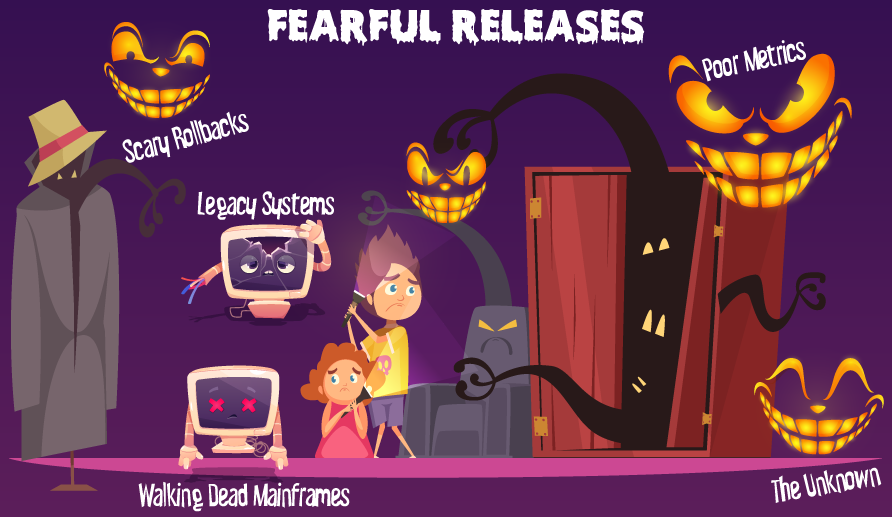 FEARFUL RELEASES
Poor Metrics
Scary Rollbacks
Legacy Systems
Walking Dead Mainframes
The Unknown